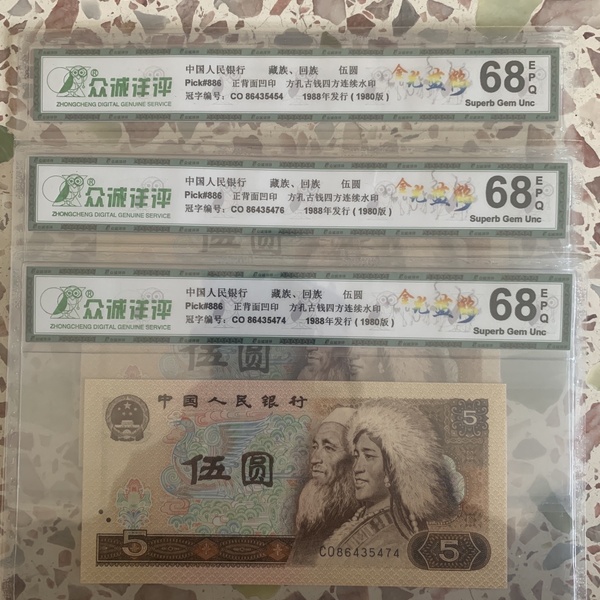 众诚详评®
ZHONGCHENG DIGITAL GENUINE SERVICE
中国人民银行 藏族、回族 伍圆
Pick#886 正背面凹印 方孔古钱四方连续水印
冠字编号: CO 86435454 1988年发行 (1980版)
68 EPQ
Superb Gem Unc
众诚详评®
ZHONGCHENG DIGITAL GENUINE SERVICE
中国人民银行 藏族、回族 伍圆
Pick#886 正背面凹印 方孔古钱四方连续水印
冠字编号: CO 86435476 1988年发行 (1980版)
68 EPQ
Superb Gem Unc
伍圆
众诚详评®
ZHONGCHENG DIGITAL GENUINE SERVICE
中国人民银行 藏族、回族 伍圆
Pick#886 正背面凹印 方孔古钱四方连续水印
冠字编号: CO 86435474 1988年发行 (1980版)
68 EPQ
Superb Gem Unc
伍圆
中国人民银行
5
伍圆
5
CO86435474
5